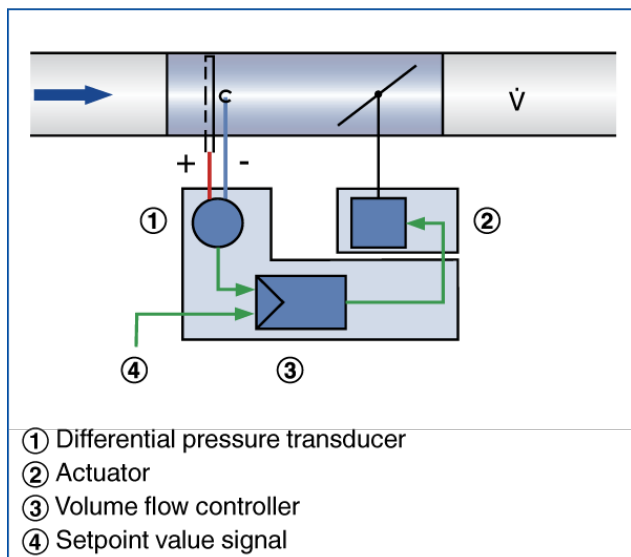 V̇
+ -
①
②
④
③
① Differential pressure transducer
② Actuator
③ Volume flow controller
④ Setpoint value signal